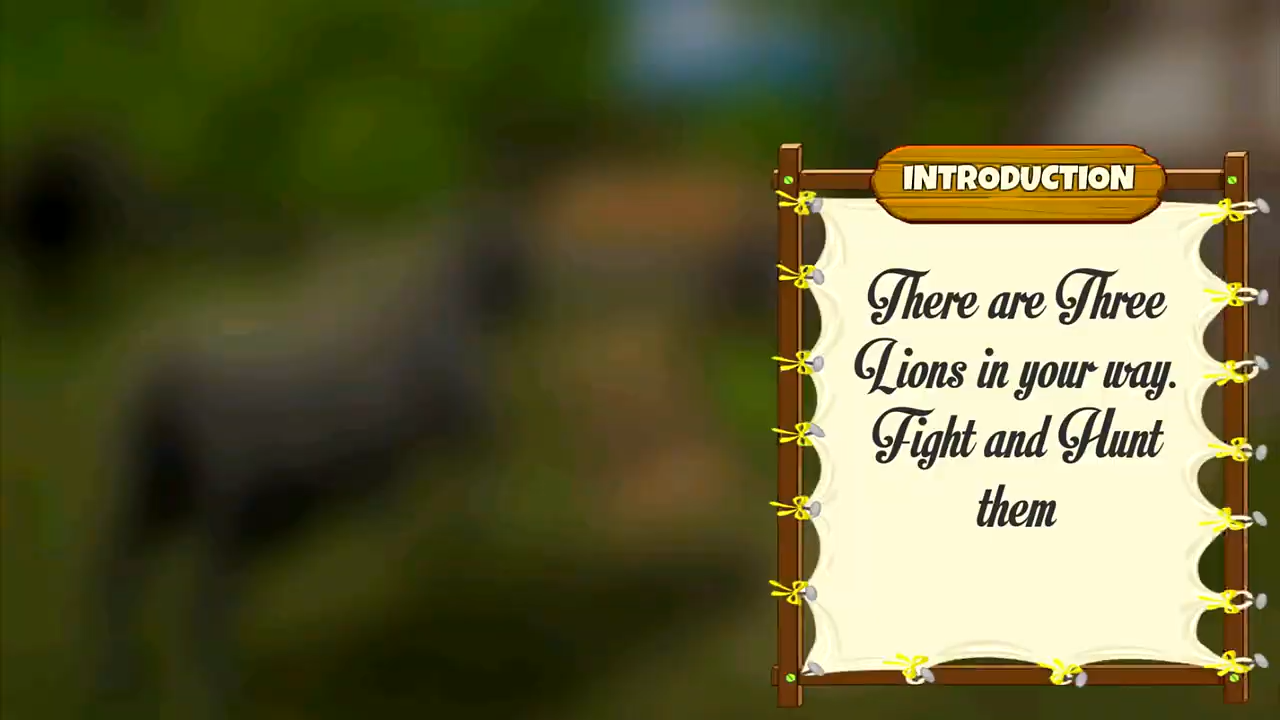 INTRODUCTION
There are Three
Lions in your way.
Fight and Hunt
them